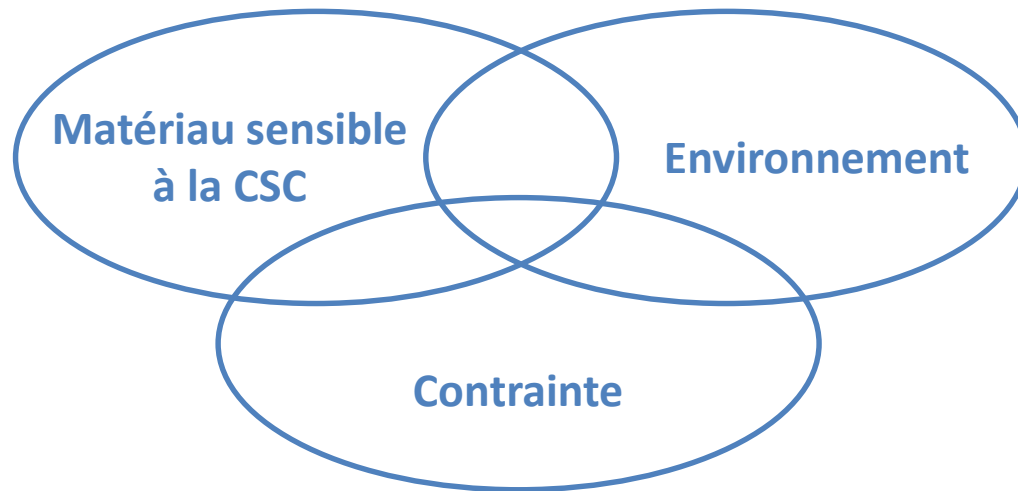 Matériau sensible
à la CSC
Environnement
Contrainte